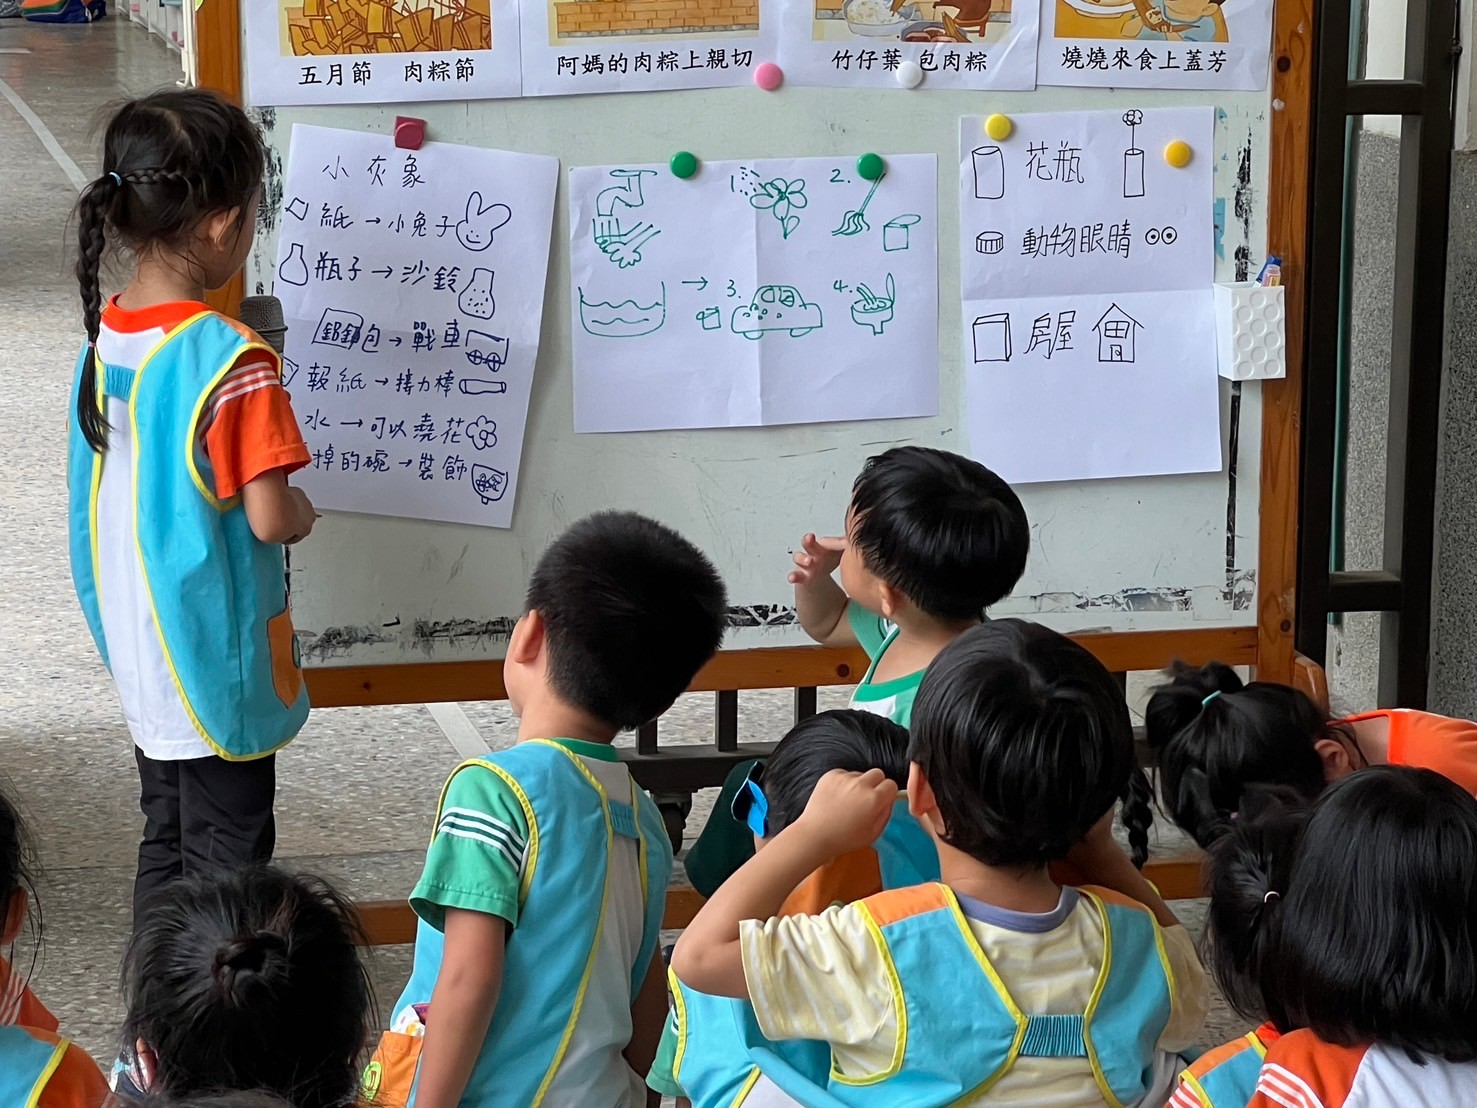 五月節 肉粽節
阿媽的肉粽上親切
竹仔葉 包肉粽
燒燒來食上蓋芳
小灰象
紙→小兔子
瓶子→沙鈴
包→戰車
報紙→接力棒
水→可以澆花
掉的碗→裝飾
1.
2.
→ 3.
4.
花瓶
動物眼睛
房屋